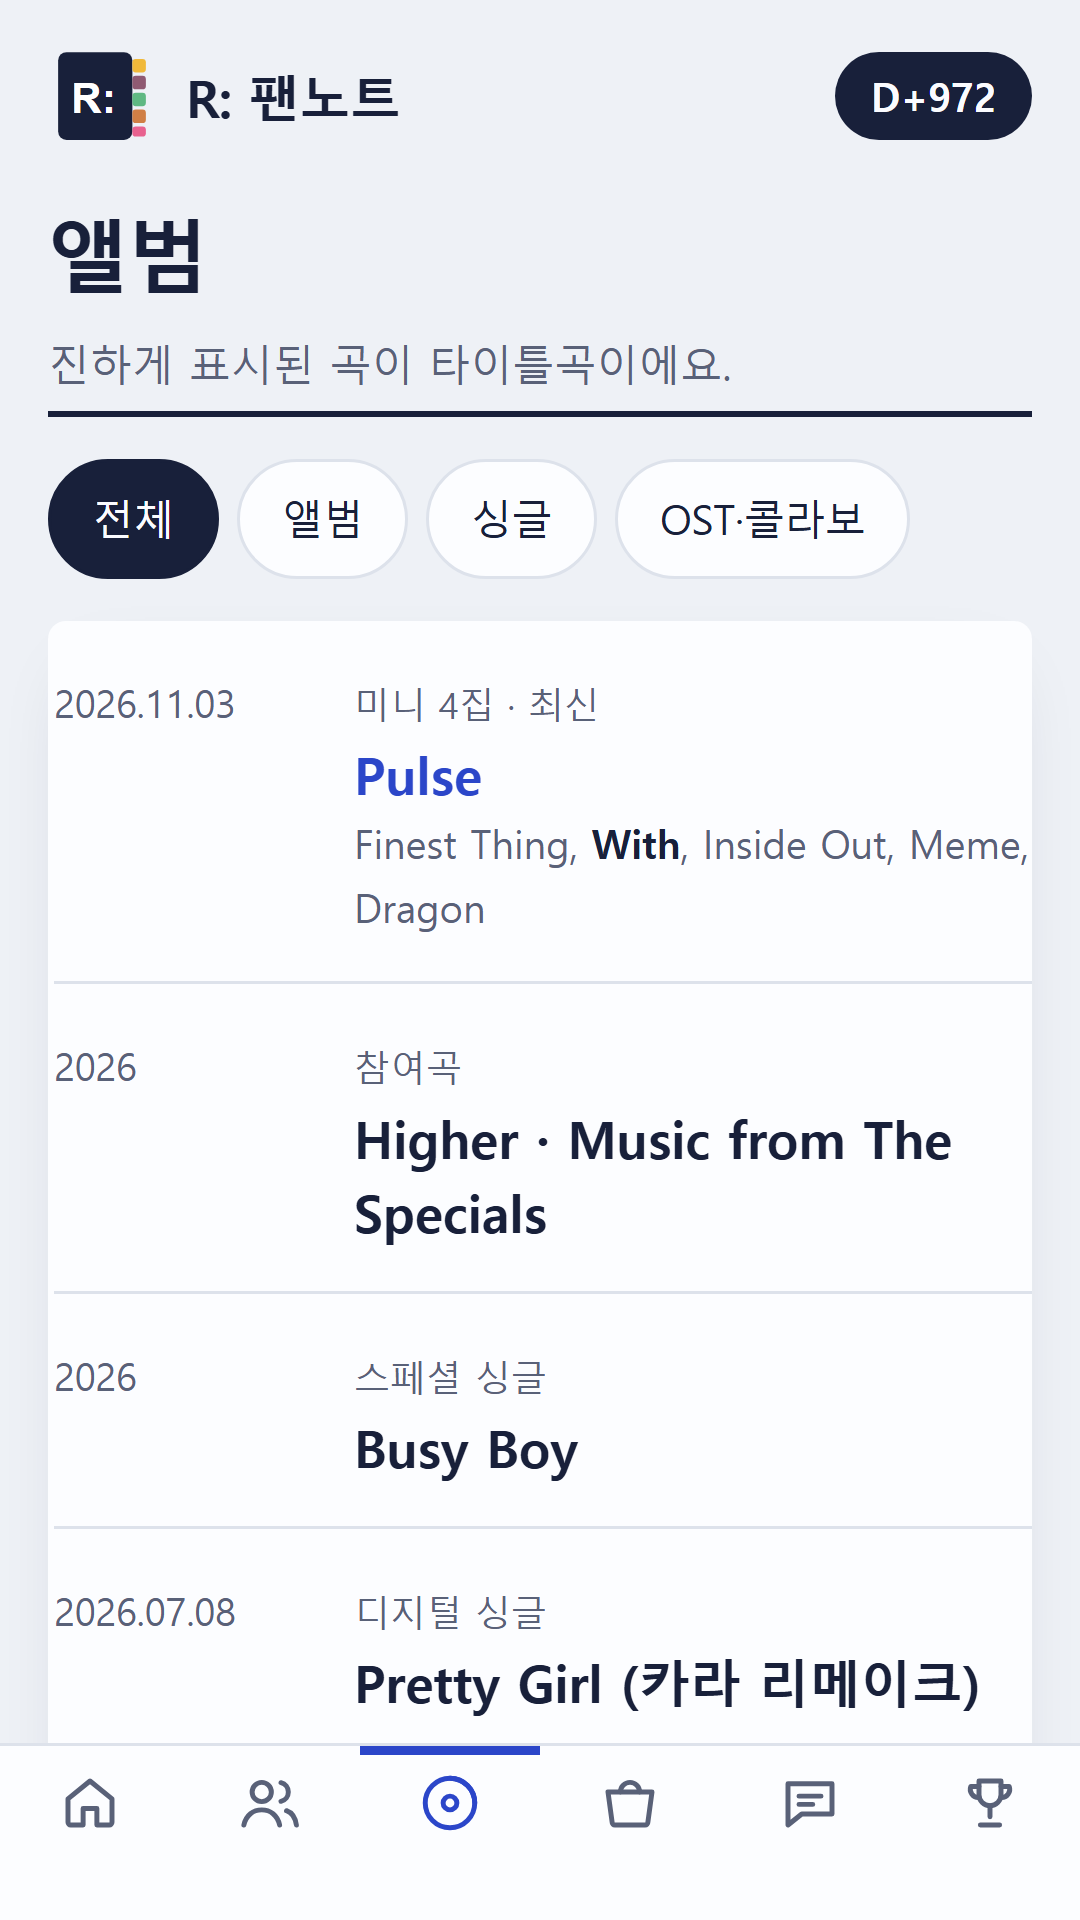 R:
R: 팬노트
D+972
앨범
진하게 표시된 곡이 타이틀곡이에요.
전체
앨범
싱글
OST·콜라보
2026.11.03
미니 4집 · 최신
Pulse
Finest Thing, With, Inside Out, Meme,
Dragon
2026
참여곡
Higher · Music from The
Specials
2026
스페셜 싱글
Busy Boy
2026.07.08
디지털 싱글
Pretty Girl (카라 리메이크)